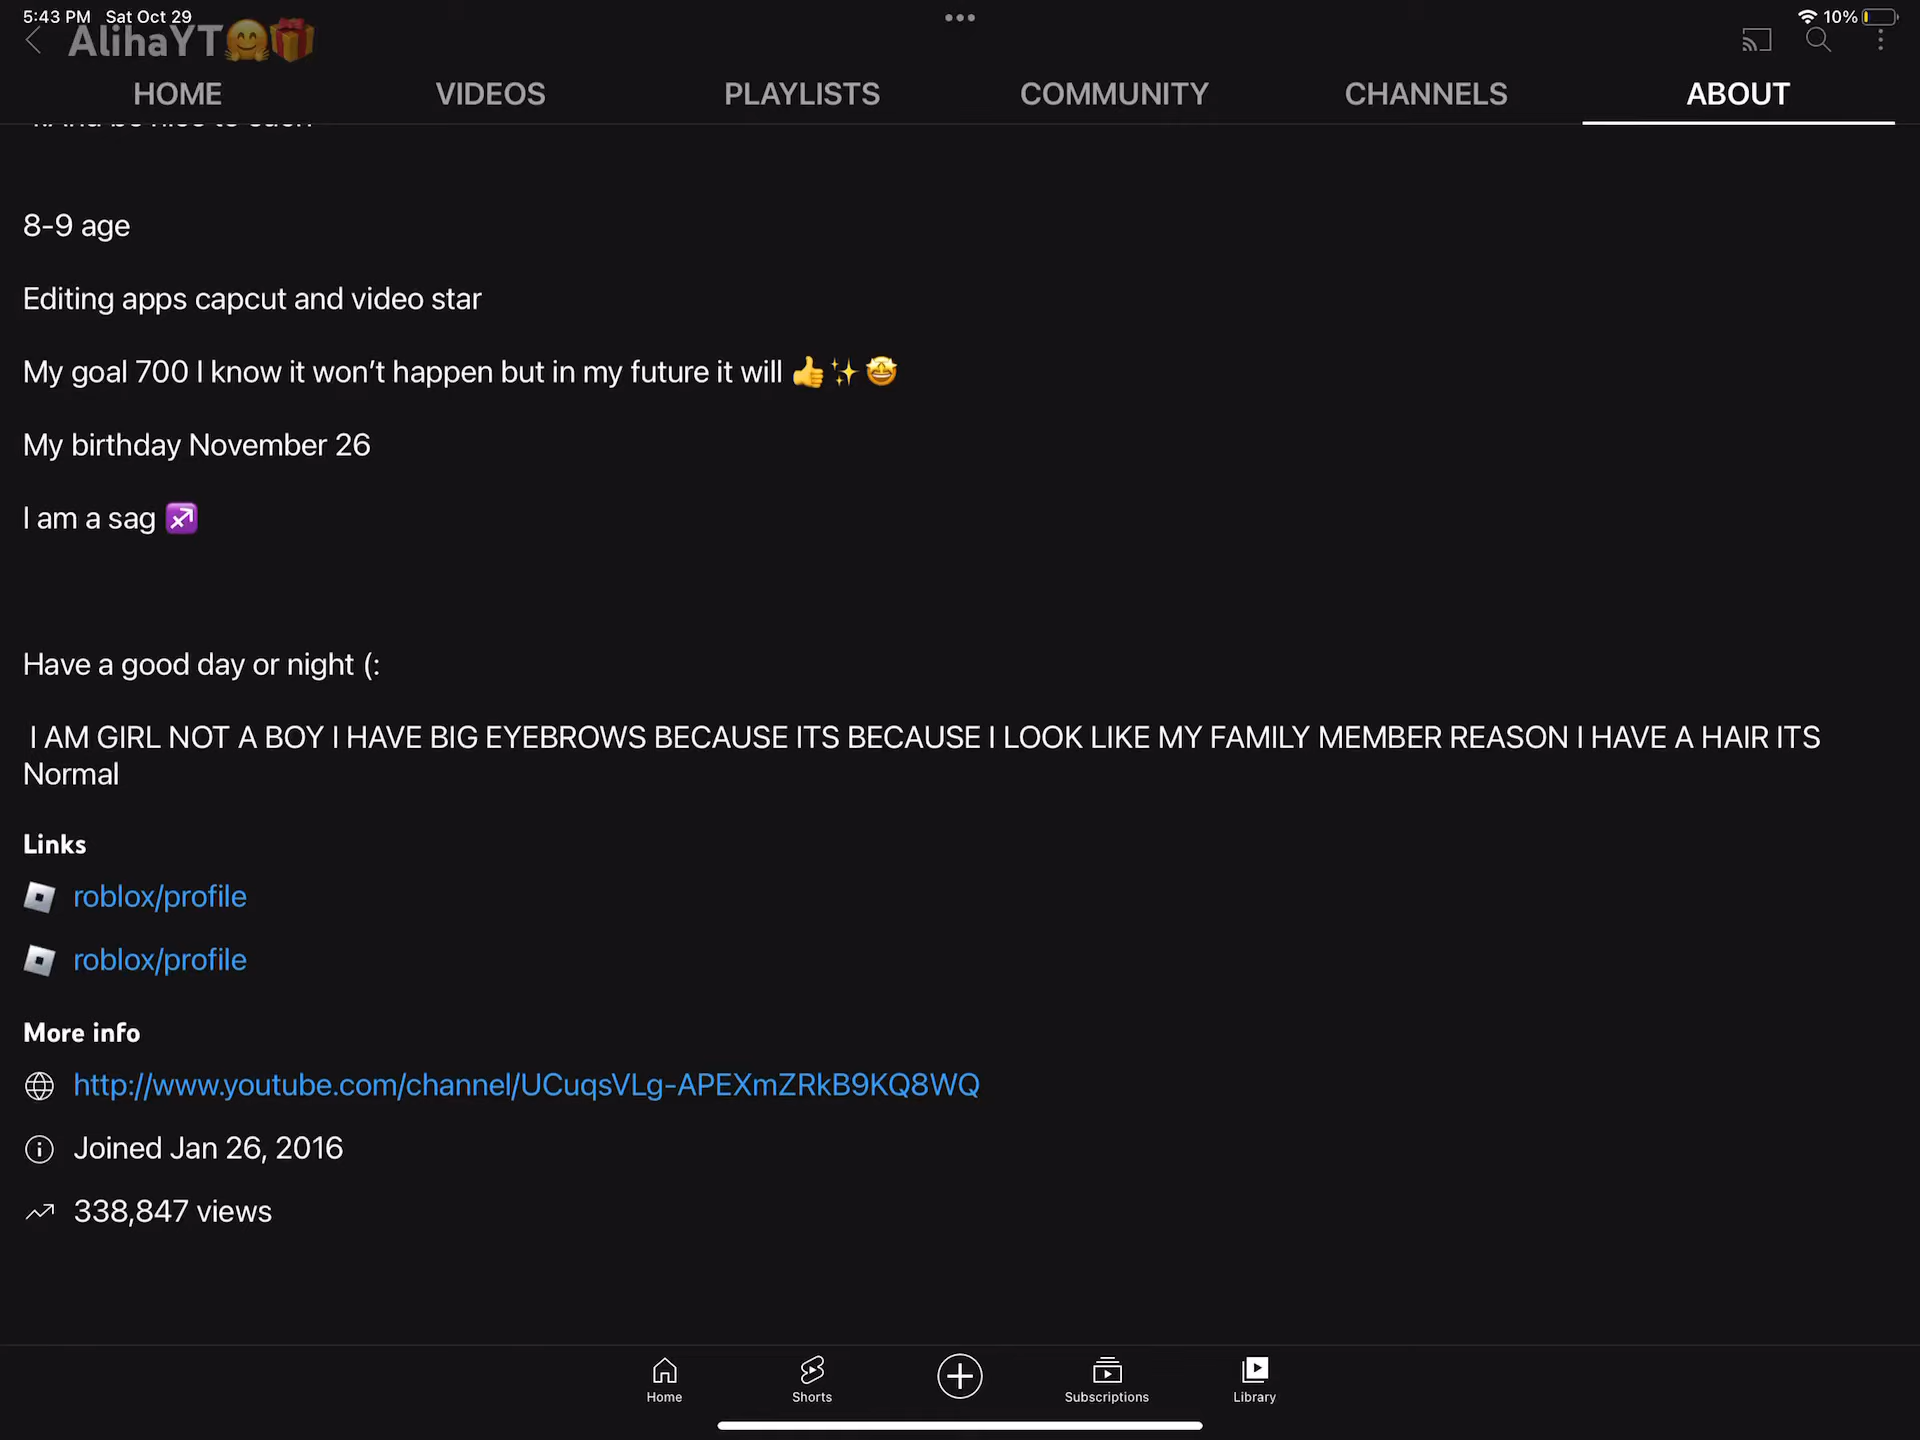 5:43 PM Sat Oct 29
10%
AlihaYT🤗🎁
HOME VIDEOS PLAYLISTS COMMUNITY CHANNELS ABOUT
8-9 age
Editing apps capcut and video star
My goal 700 I know it won’t happen but in my future it will 👍✨🤩
My birthday November 26
I am a sag ♐
Have a good day or night (:
I AM GIRL NOT A BOY I HAVE BIG EYEBROWS BECAUSE ITS BECAUSE I LOOK LIKE MY FAMILY MEMBER REASON I HAVE A HAIR ITS
Normal
Links
roblox/profile
roblox/profile
More info
http://www.youtube.com/channel/UCuqsVLg-APEXmZRkB9KQ8WQ
Joined Jan 26, 2016
338,847 views
Home Shorts Subscriptions Library